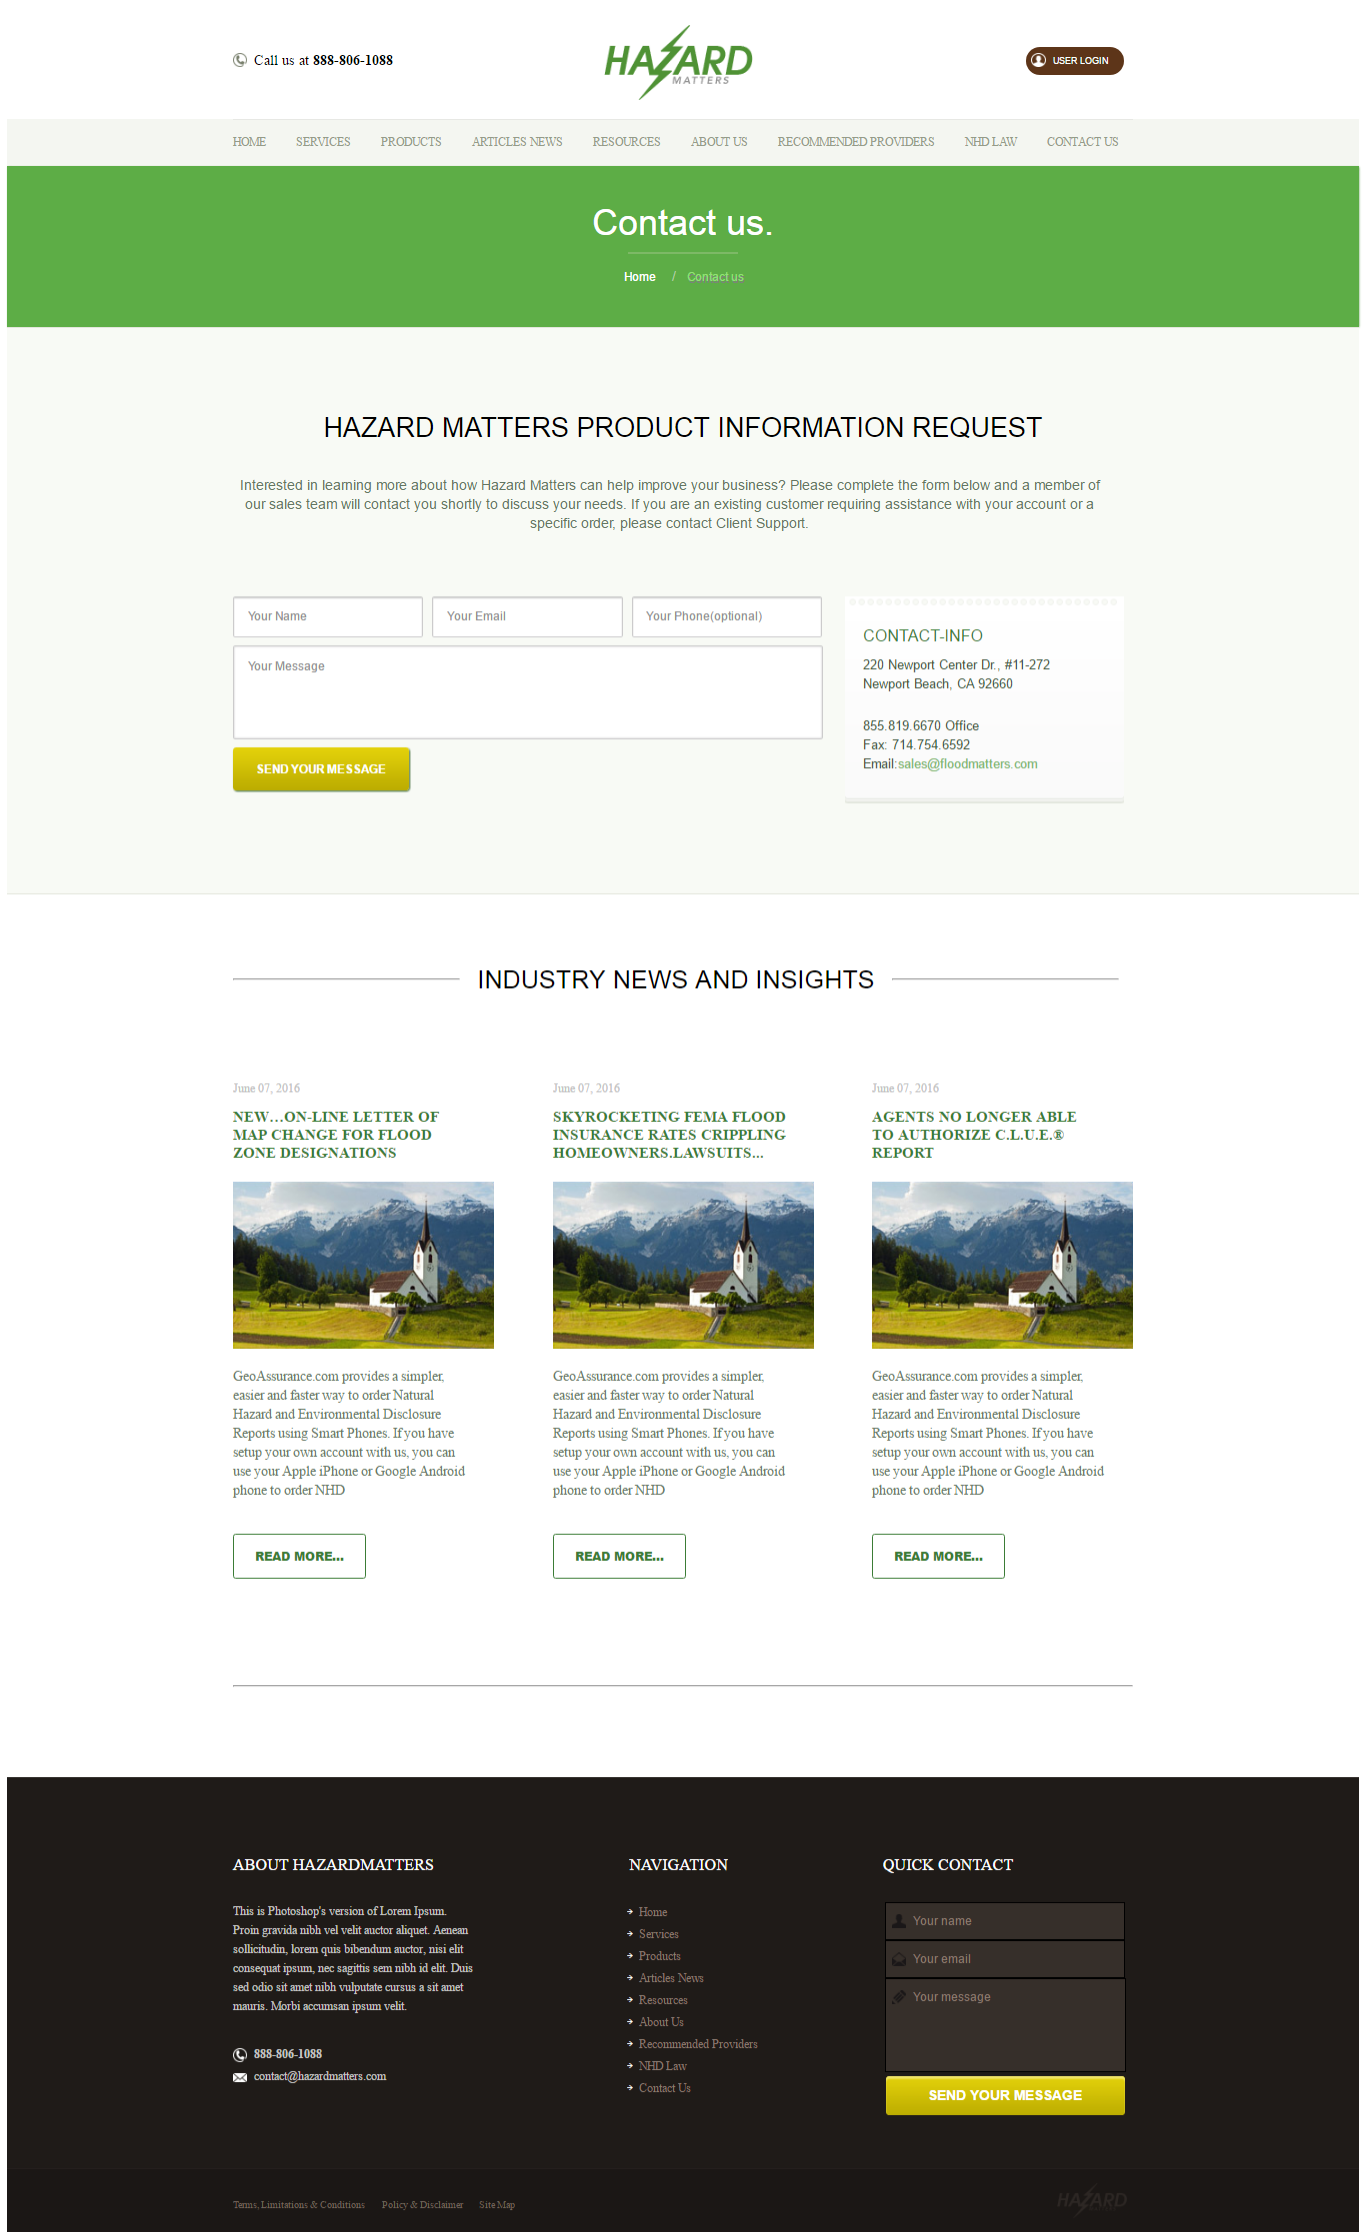 Call us at 888-806-1088
HAZARD
MATTERS
USER LOGIN
HOME SERVICES PRODUCTS ARTICLES NEWS RESOURCES ABOUT US RECOMMENDED PROVIDERS NHD LAW CONTACT US
Contact us.
Home / Contact us
HAZARD MATTERS PRODUCT INFORMATION REQUEST
Interested in learning more about how Hazard Matters can help improve your business? Please complete the form below and a member of
our sales team will contact you shortly to discuss your needs. If you are an existing customer requiring assistance with your account or a
specific order, please contact Client Support.
Your Name
Your Email
Your Phone(optional)
Your Message
SEND YOUR MESSAGE
CONTACT-INFO
220 Newport Center Dr., #11-272
Newport Beach, CA 92660
855.819.6670 Office
Fax: 714.754.6592
Email:sales@floodmatters.com
INDUSTRY NEWS AND INSIGHTS
June 07, 2016
NEW...ON-LINE LETTER OF
MAP CHANGE FOR FLOOD
ZONE DESIGNATIONS
GeoAssurance.com provides a simpler,
easier and faster way to order Natural
Hazard and Environmental Disclosure
Reports using Smart Phones. If you have
setup your own account with us, you can
use your Apple iPhone or Google Android
phone to order NHD
READ MORE...
June 07, 2016
SKYROCKETING FEMA FLOOD
INSURANCE RATES CRIPPLING
HOMEOWNERS.LAWSUITS...
GeoAssurance.com provides a simpler,
easier and faster way to order Natural
Hazard and Environmental Disclosure
Reports using Smart Phones. If you have
setup your own account with us, you can
use your Apple iPhone or Google Android
phone to order NHD
READ MORE...
June 07, 2016
AGENTS NO LONGER ABLE
TO AUTHORIZE C.L.U.E.®
REPORT
GeoAssurance.com provides a simpler,
easier and faster way to order Natural
Hazard and Environmental Disclosure
Reports using Smart Phones. If you have
setup your own account with us, you can
use your Apple iPhone or Google Android
phone to order NHD
READ MORE...
ABOUT HAZARDMATTERS
This is Photoshop's version of Lorem Ipsum.
Proin gravida nibh vel velit auctor aliquet. Aenean
sollicitudin, lorem quis bibendum auctor, nisi elit
consequat ipsum, nec sagittis sem nibh id elit. Duis
sed odio sit amet nibh vulputate cursus a sit amet
mauris. Morbi accumsan ipsum velit.
888-806-1088
contact@hazardmatters.com
NAVIGATION
Home
Services
Products
Articles News
Resources
About Us
Recommended Providers
NHD Law
Contact Us
QUICK CONTACT
Your name
Your email
Your message
SEND YOUR MESSAGE
Terms, Limitations & Conditions Policy & Disclaimer Site Map
HAZARD